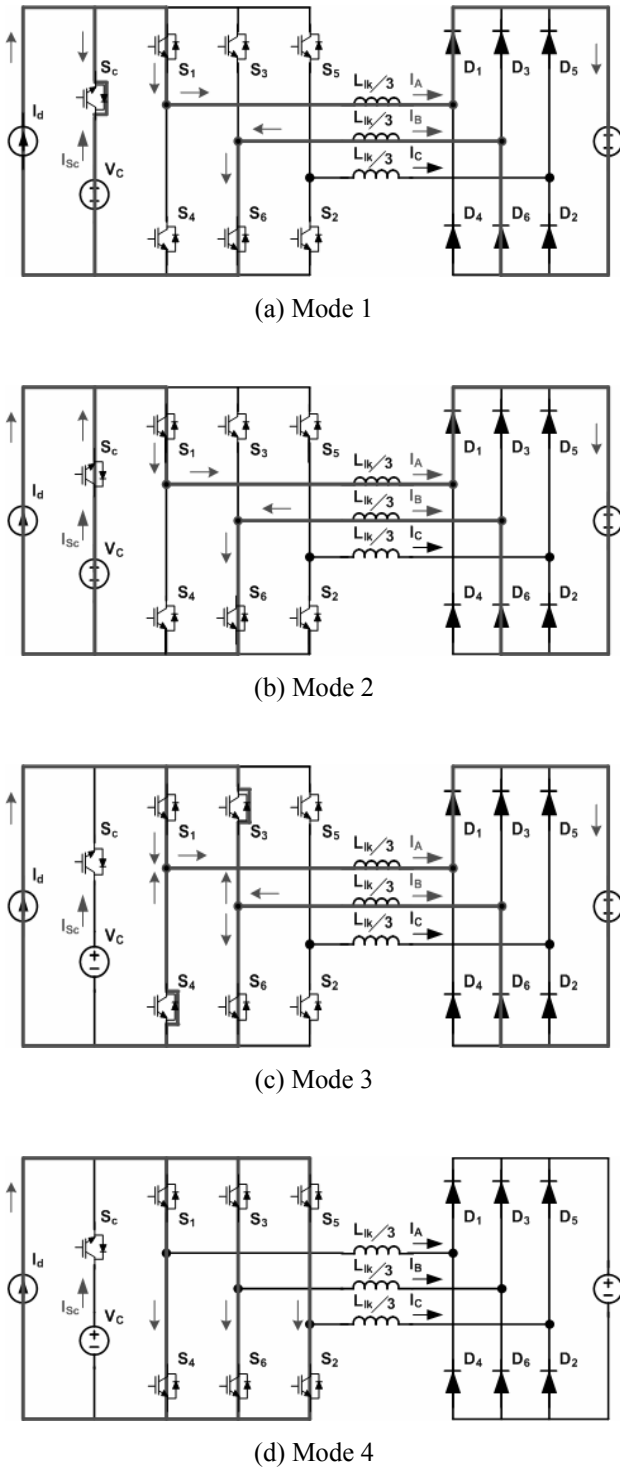 S_c S_1 S_3 S_5 L_lk/3 I_A D_1 D_3 D_5
I_d L_lk/3 I_B
I_Sc V_C L_lk/3 I_C
S_4 S_6 S_2 D_4 D_6 D_2
(a) Mode 1
S_c S_1 S_3 S_5 L_lk/3 I_A D_1 D_3 D_5
I_d L_lk/3 I_B
I_Sc V_C L_lk/3 I_C
S_4 S_6 S_2 D_4 D_6 D_2
(b) Mode 2
S_c S_1 S_3 S_5 L_lk/3 I_A D_1 D_3 D_5
I_d L_lk/3 I_B
I_Sc V_C L_lk/3 I_C
S_4 S_6 S_2 D_4 D_6 D_2
(c) Mode 3
S_c S_1 S_3 S_5 L_lk/3 I_A D_1 D_3 D_5
I_d L_lk/3 I_B
I_Sc V_C L_lk/3 I_C
S_4 S_6 S_2 D_4 D_6 D_2
(d) Mode 4